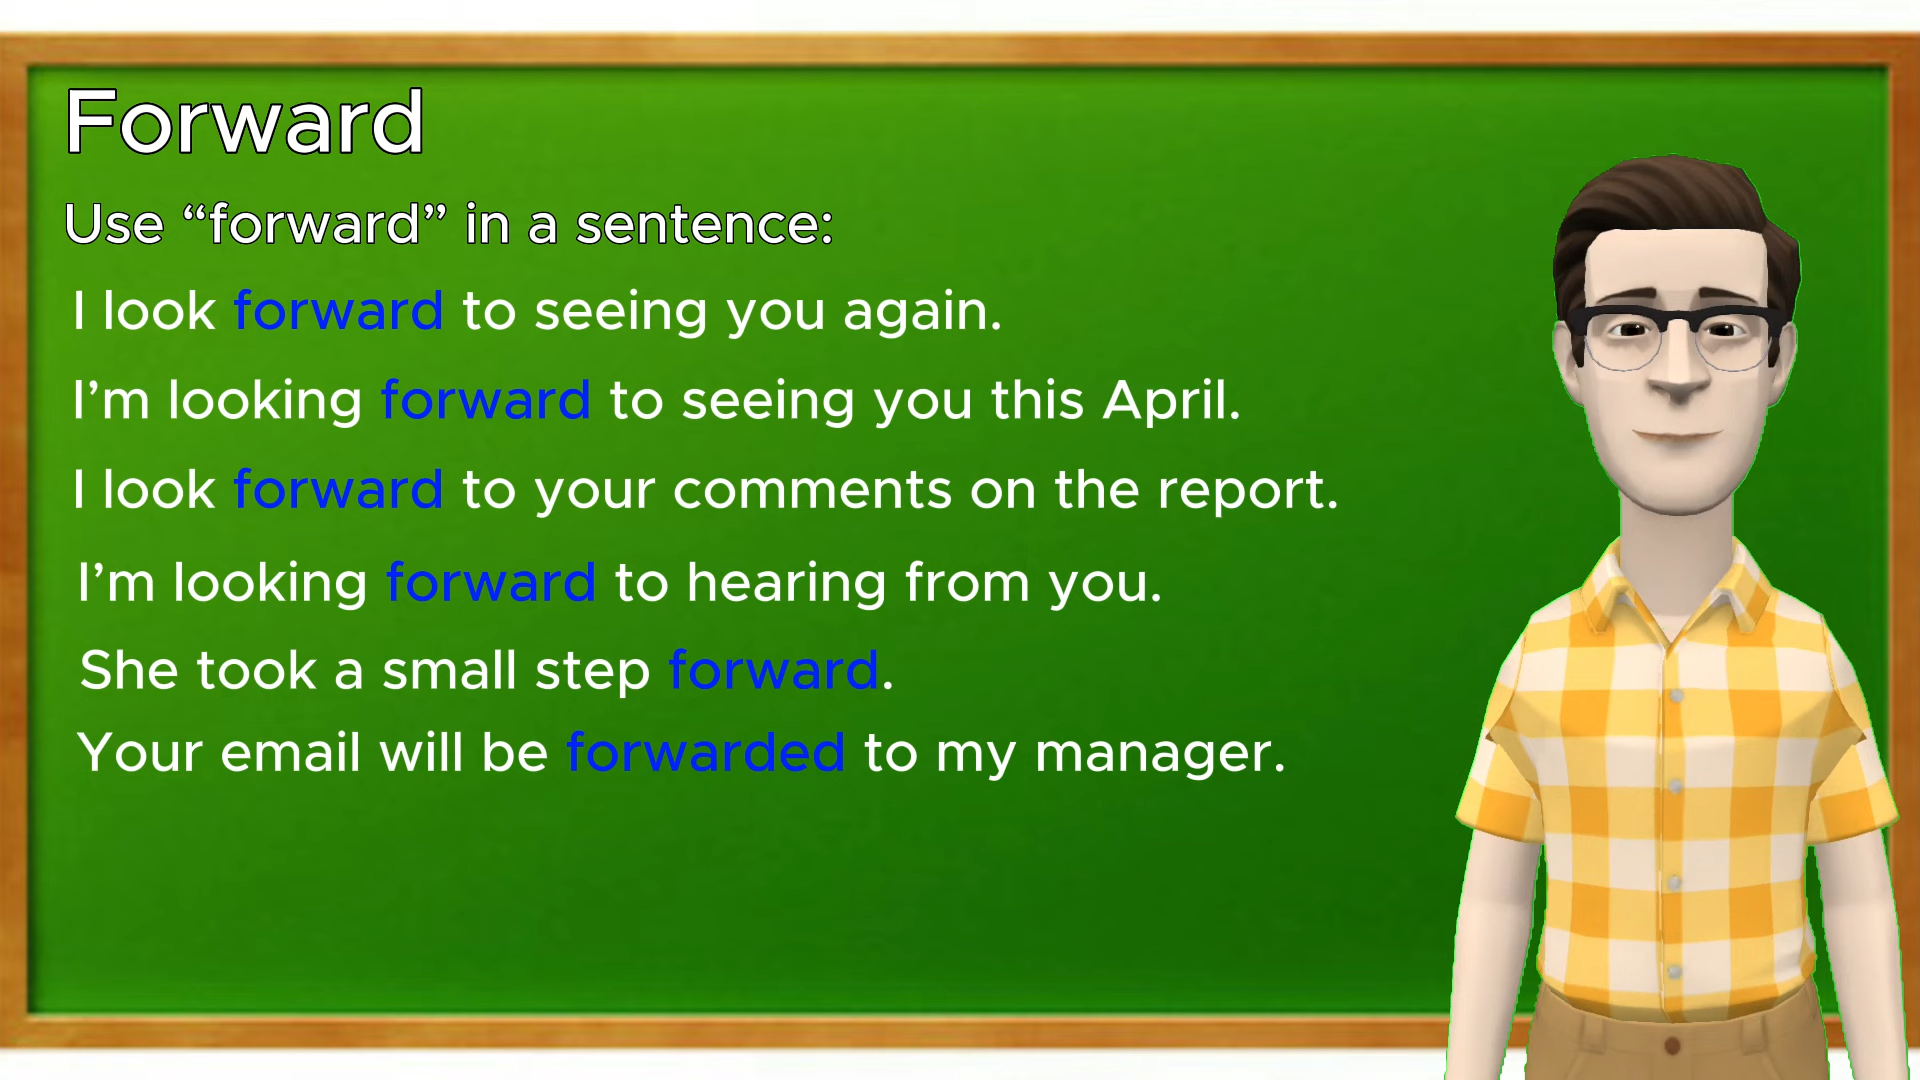 Forward
Use “forward” in a sentence:
I look forward to seeing you again.
I’m looking forward to seeing you this April.
I look forward to your comments on the report.
I’m looking forward to hearing from you.
She took a small step forward.
Your email will be forwarded to my manager.